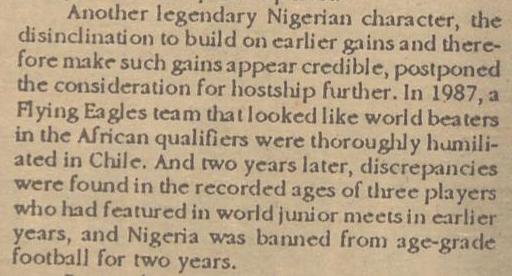 Another legendary Nigerian character, the
disinclination to build on earlier gains and there-
fore make such gains appear credible, postponed
the consideration for hostship further. In 1987, a
Flying Eagles team that looked like world beaters
in the African qualifiers were thoroughly humili-
ated in Chile. And two years later, discrepancies
were found in the recorded ages of three players
who had featured in world junior meets in earlier
years, and Nigeria was banned from age-grade
football for two years.